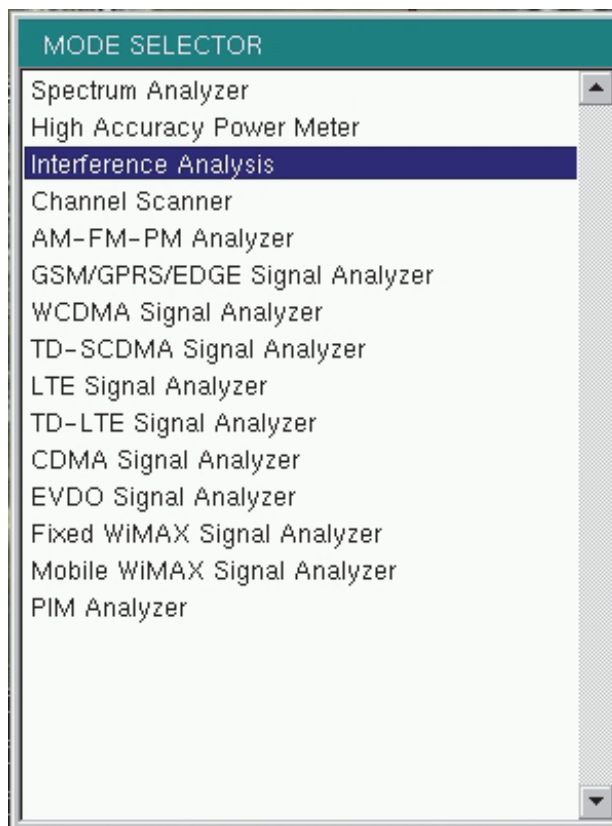 MODE SELECTOR
Spectrum Analyzer
High Accuracy Power Meter
Interference Analysis
Channel Scanner
AM-FM-PM Analyzer
GSM/GPRS/EDGE Signal Analyzer
WCDMA Signal Analyzer
TD-SCDMA Signal Analyzer
LTE Signal Analyzer
TD-LTE Signal Analyzer
CDMA Signal Analyzer
EVDO Signal Analyzer
Fixed WiMAX Signal Analyzer
Mobile WiMAX Signal Analyzer
PIM Analyzer